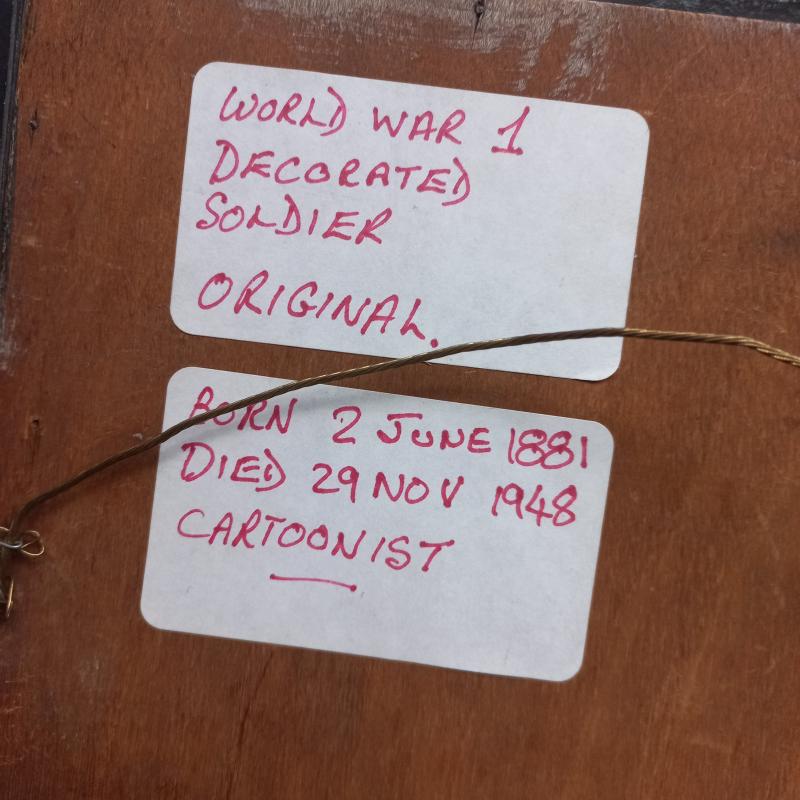 WORLD WAR 1
DECORATED
SOLDIER
ORIGINAL.
BORN 2 JUNE 1881
DIED 29 NOV 1948
CARTOONIST